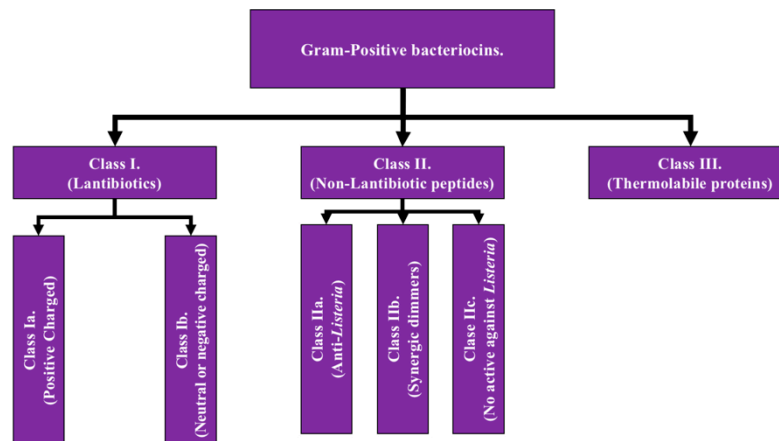 Gram-Positive bacteriocins.
Class I.
(Lantibiotics)
Class II.
(Non-Lantibiotic peptides)
Class III.
(Thermolabile proteins)
Class Ia.
(Positive Charged)
Class Ib.
(Neutral or negative charged)
Class IIa.
(Anti-Listeria)
Class IIb.
(Synergic dimmers)
Clase IIc.
(No active against Listeria)